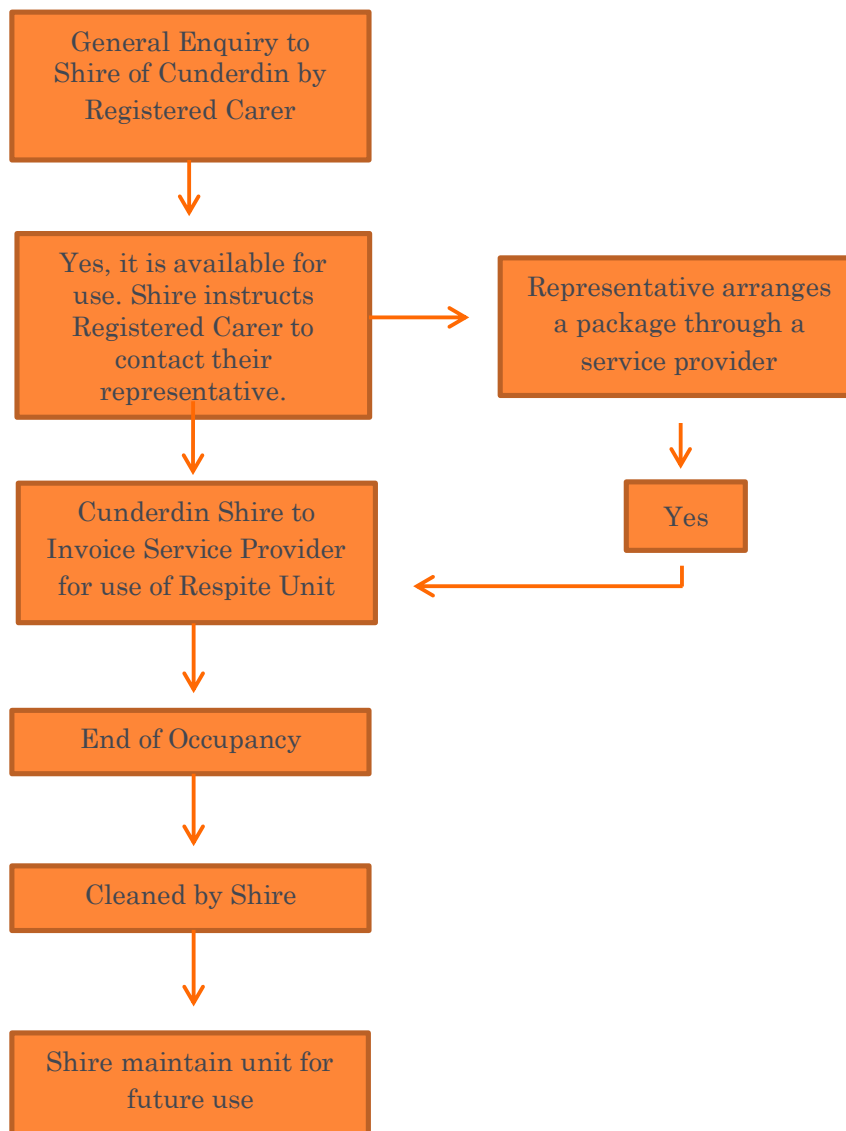 General Enquiry to
Shire of Cunderdin by
Registered Carer
Yes, it is available for
use. Shire instructs
Registered Carer to
contact their
representative.
Representative arranges
a package through a
service provider
Yes
Cunderdin Shire to
Invoice Service Provider
for use of Respite Unit
End of Occupancy
Cleaned by Shire
Shire maintain unit for
future use